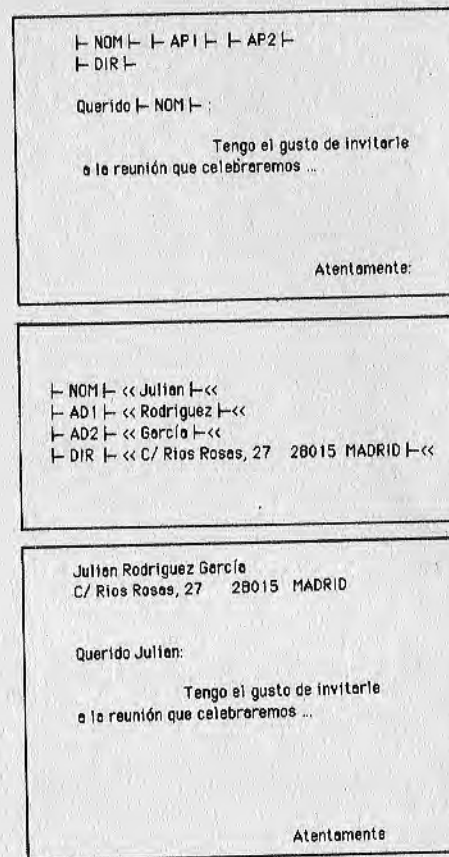 ├ NOM ├ ├ AP1 ├ ├ AP2 ├
├ DIR ├
Querido ├ NOM ├ :
Tengo el gusto de invitarle
a la reunión que celebraremos ...
Atentamente:
├ NOM ├ << Julian ├<<
├ AD1 ├ << Rodriguez ├<<
├ AD2 ├ << García ├<<
├ DIR ├ << C/ Rios Rosas, 27 28015 MADRID ├<<
Julian Rodriguez García
C/ Rios Rosas, 27 28015 MADRID
Querido Julian:
Tengo el gusto de invitarle
a la reunión que celebraremos ...
Atentamente